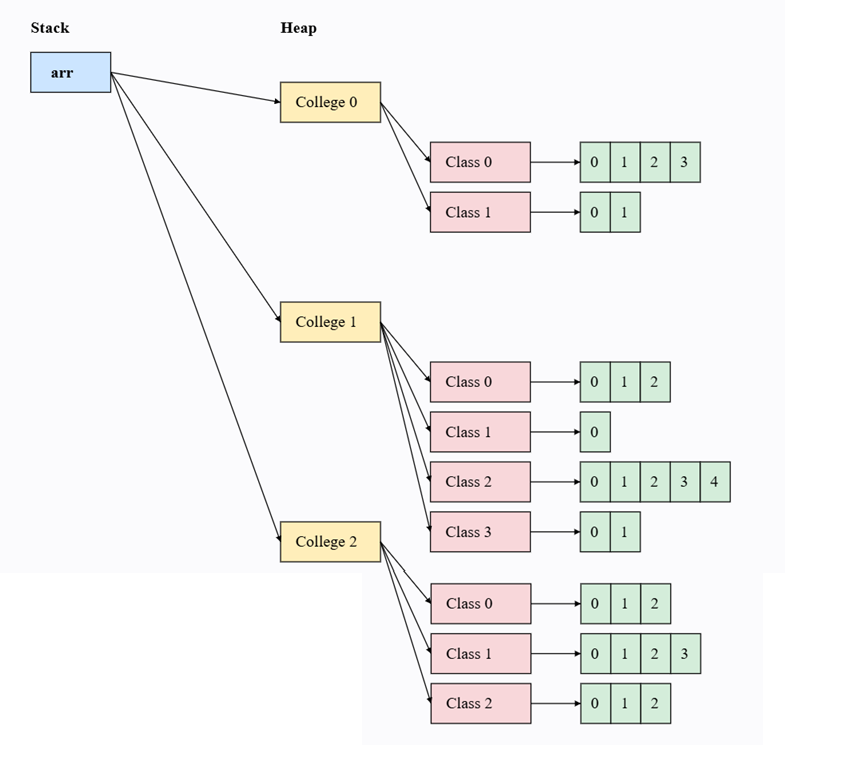 Stack Heap
arr
College 0
Class 0 0 1 2 3
Class 1 0 1
College 1
Class 0 0 1 2
Class 1 0
Class 2 0 1 2 3 4
Class 3 0 1
College 2
Class 0 0 1 2
Class 1 0 1 2 3
Class 2 0 1 2